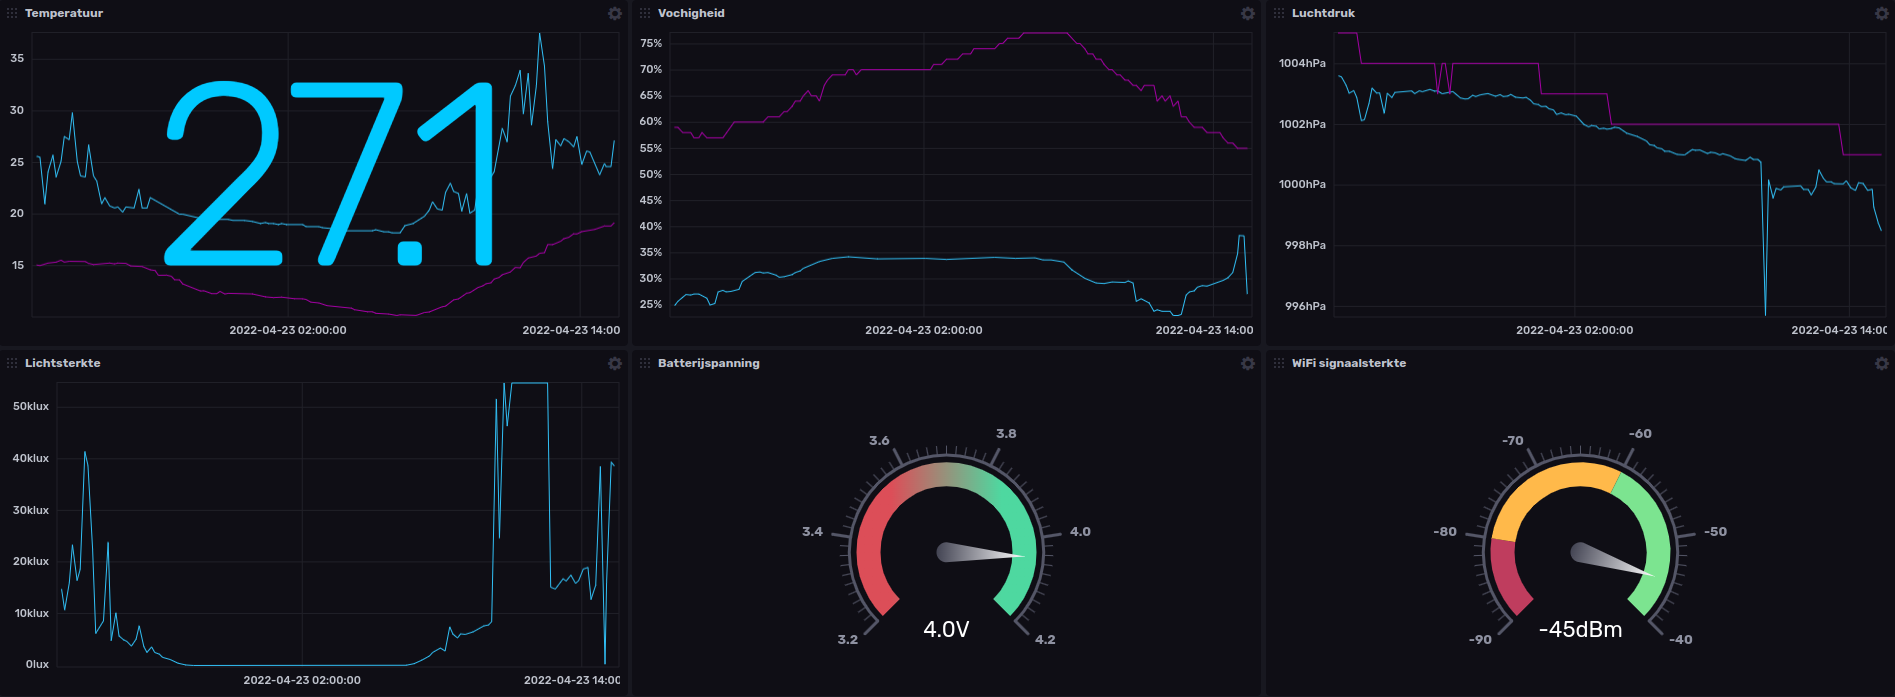 Temperatuur
35
30
27.1
25
20
15
2022-04-23 02:00:00
2022-04-23 14:00
Vochigheid
75%
70%
65%
60%
55%
50%
45%
40%
35%
30%
25%
2022-04-23 02:00:00
2022-04-23 14:00
Luchtdruk
1004hPa
1002hPa
1000hPa
998hPa
996hPa
2022-04-23 02:00:00
2022-04-23 14:00
Lichtsterkte
50klux
40klux
30klux
20klux
10klux
0lux
2022-04-23 02:00:00
2022-04-23 14:00
Batterijspanning
3.6
3.8
3.4
4.0
4.0V
3.2
4.2
WiFi signaalsterkte
-70
-60
-80
-50
-45dBm
-90
-40